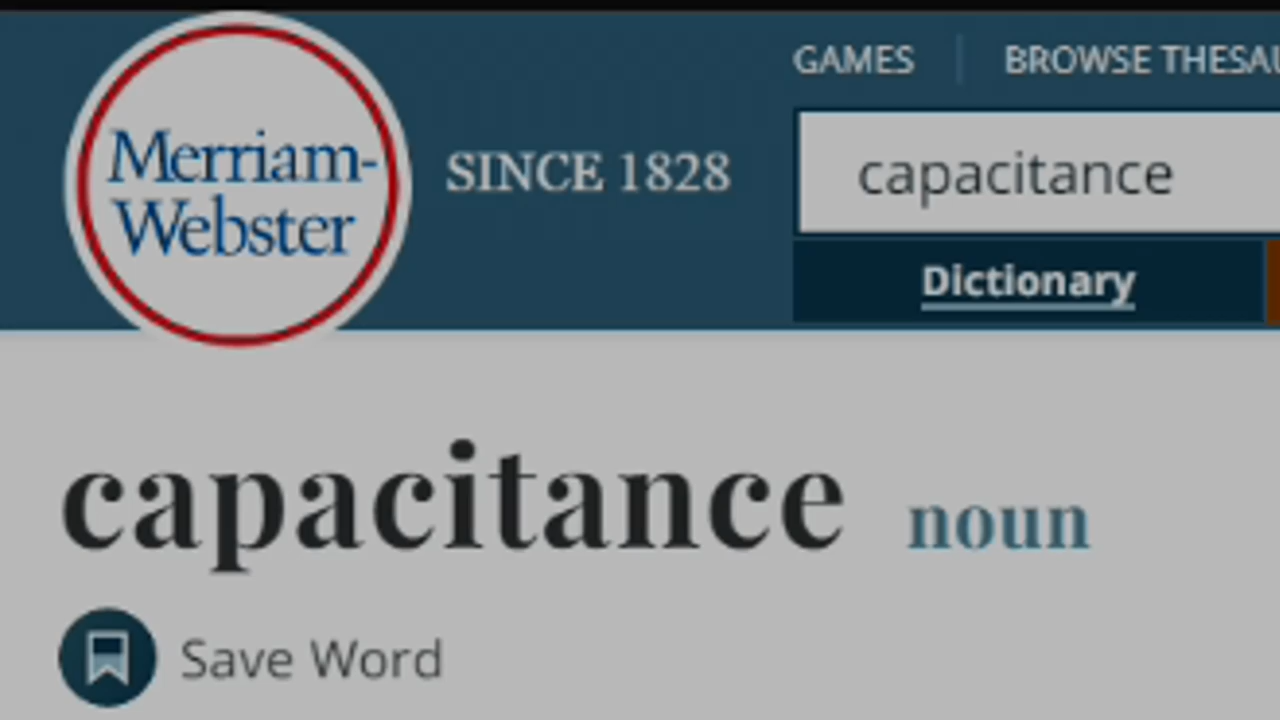 GAMES
BROWSE THESAU
Merriam-
Webster
SINCE 1828
capacitance
Dictionary
capacitance noun
Save Word